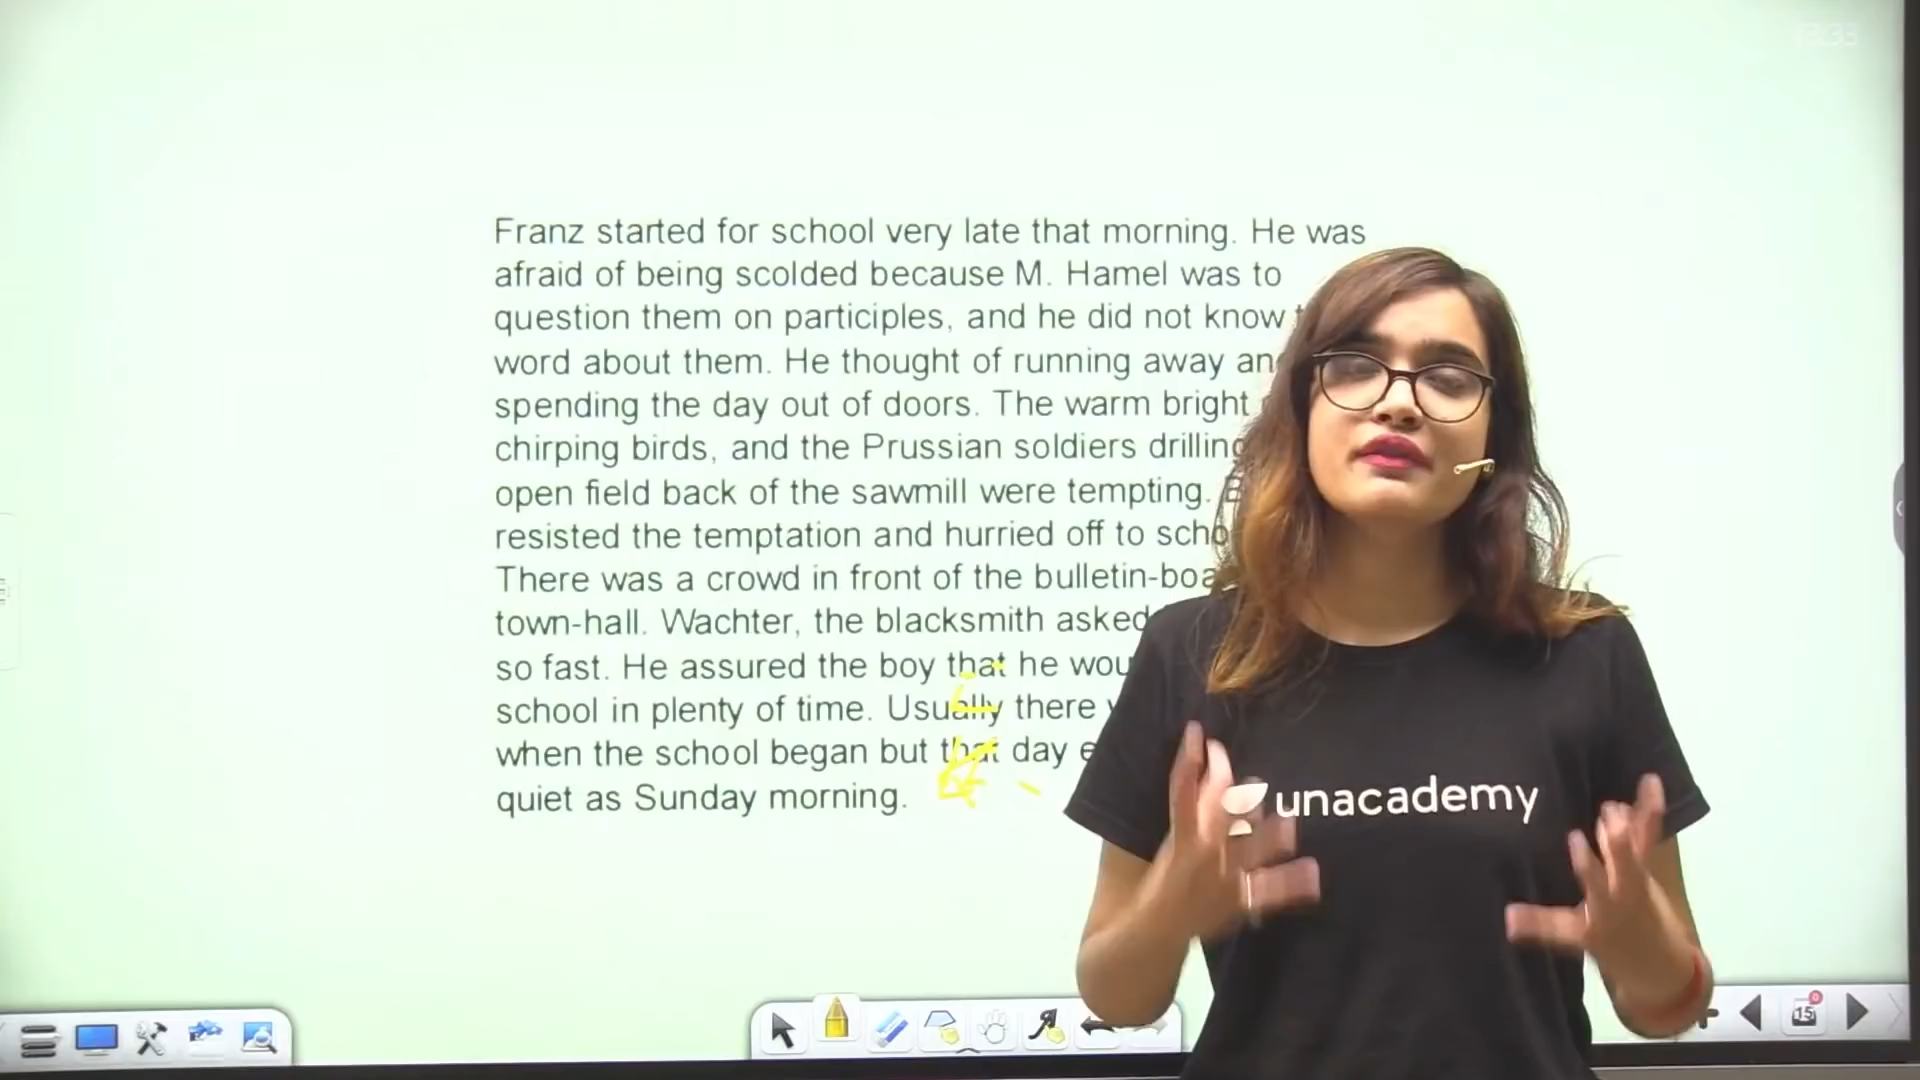 Franz started for school very late that morning. He was
afraid of being scolded because M. Hamel was to
question them on participles, and he did not know
word about them. He thought of running away
spending the day out of doors. The warm bright
chirping birds, and the Prussian soldiers drilling
open field back of the sawmill were tempting.
resisted the temptation and hurried off to
There was a crowd in front of the
town-hall. Wachter, the blacksmith asked
so fast. He assured the boy that he
school in plenty of time. Usually there
when the school began but that day
quiet as Sunday morning.
unacademy
15